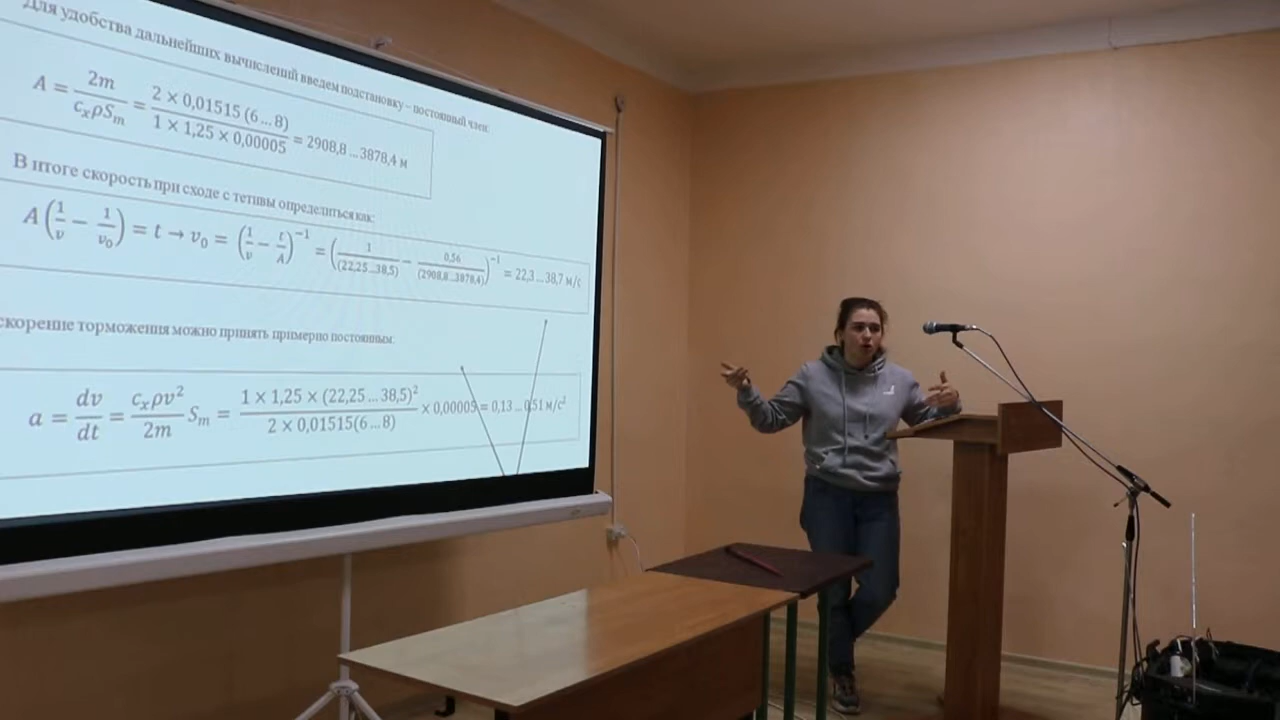 Для удобства дальнейших вычислений введем подстановку – постоянный член:
A = 2m / cₓρSₘ = 2 × 0,01515 (6 ... 8) / 1 × 1,25 × 0,00005 = 2908,8 ... 3878,4 м
В итоге скорость при сходе с тетивы определиться как:
A (1/v − 1/v₀) = t → v₀ = (1/v − t/A)⁻¹ = (1/(22,25...38,5) − 0,56/(2908,8...3878,4))⁻¹ = 22,3 ... 38,7 м/с
скорение торможения можно принять примерно постоянным:
a = dv/dt = cₓρv²/2m Sₘ = 1 × 1,25 × (22,25 ... 38,5)² / 2 × 0,01515(6 ... 8) × 0,00005 = 0,13 ... 0,51 м/с²